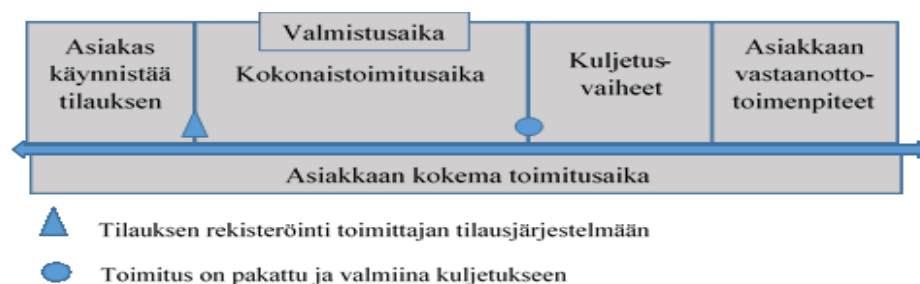 Asiakas
käynnistää
tilauksen
Valmistusaika
Kokonaistoimitusaika
Kuljetus-
vaiheet
Asiakkaan
vastaanotto-
toimenpiteet
Asiakkaan kokema toimitusaika
Tilauksen rekisteröinti toimittajan tilausjärjestelmään
Toimitus on pakattu ja valmiina kuljetukseen